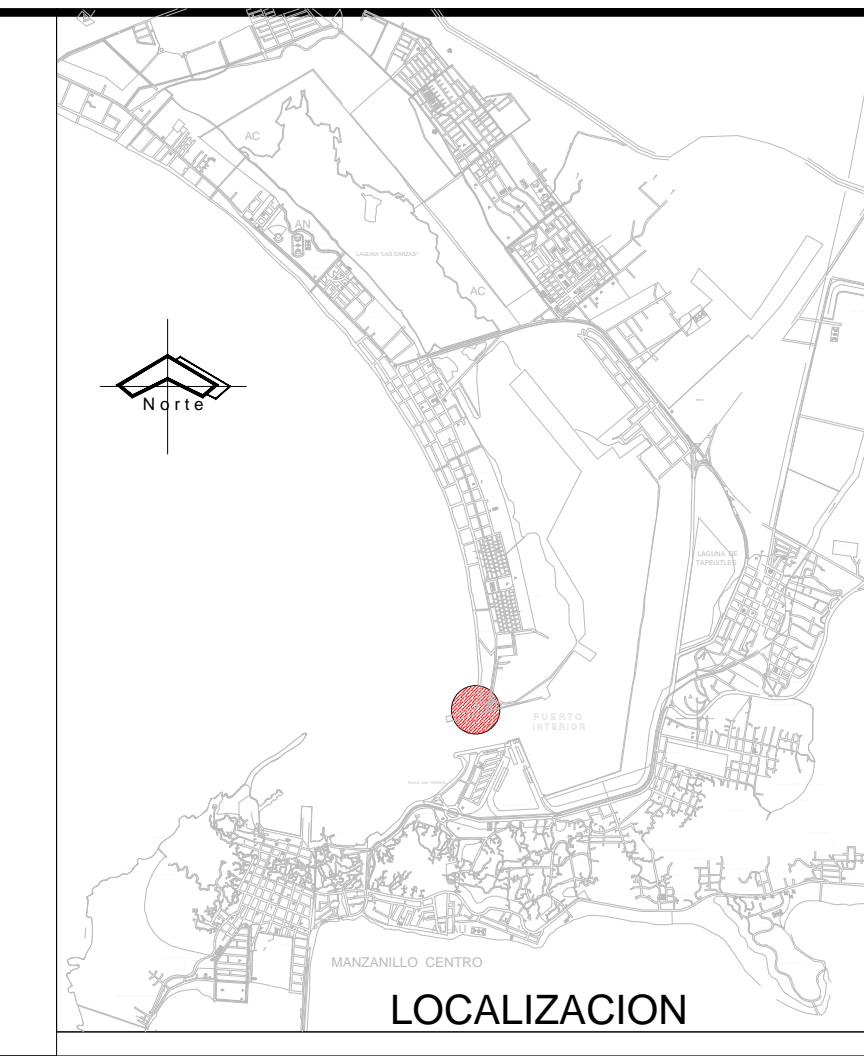 AC
AN
LAGUNA "LAS GARZAS"
AC
Norte
LAGUNA DE
TAPEIXTLES
PUERTO
INTERIOR
MANZANILLO CENTRO
LOCALIZACION